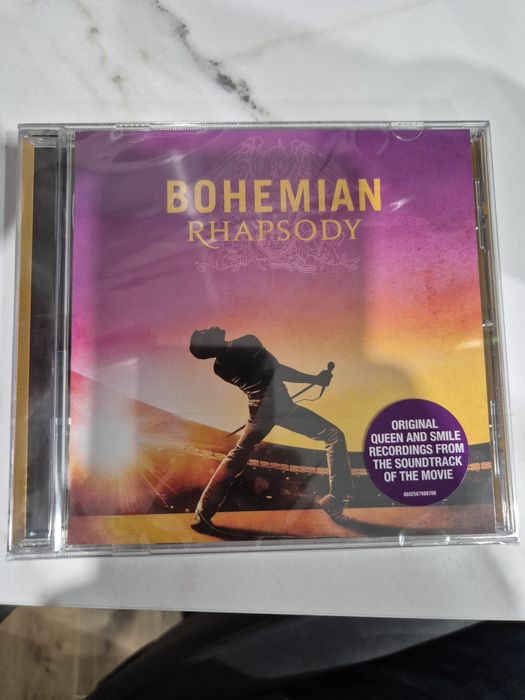 BOHEMIAN
RHAPSODY
ORIGINAL
QUEEN AND SMILE
RECORDINGS FROM
THE SOUNDTRACK
OF THE MOVIE